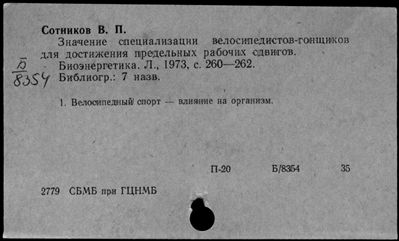 Сотников В. П.
Значение специализации велосипедистов-гонщиков
для достижения предельных рабочих сдвигов.
Б
8354
Биоэнергетика. Л., 1973, с. 260—262.
Библиогр.: 7 назв.
1. Велосипедный спорт — влияние на организм.
П-20 Б/8354 35
2779 СБМБ при ГЦНМБ